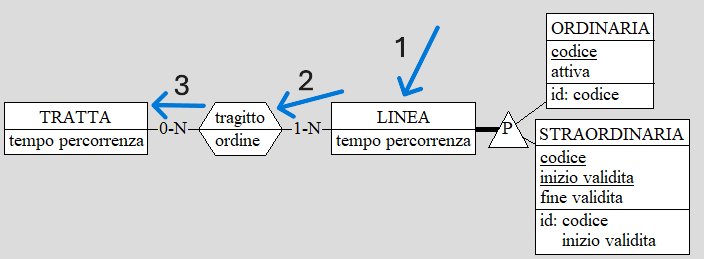 1
ORDINARIA
codice
attiva
id: codice
3
2
TRATTA
tempo percorrenza
0-N
tragitto
ordine
1-N
LINEA
tempo percorrenza
P
STRAORDINARIA
codice
inizio validita
fine validita
id: codice
inizio validita